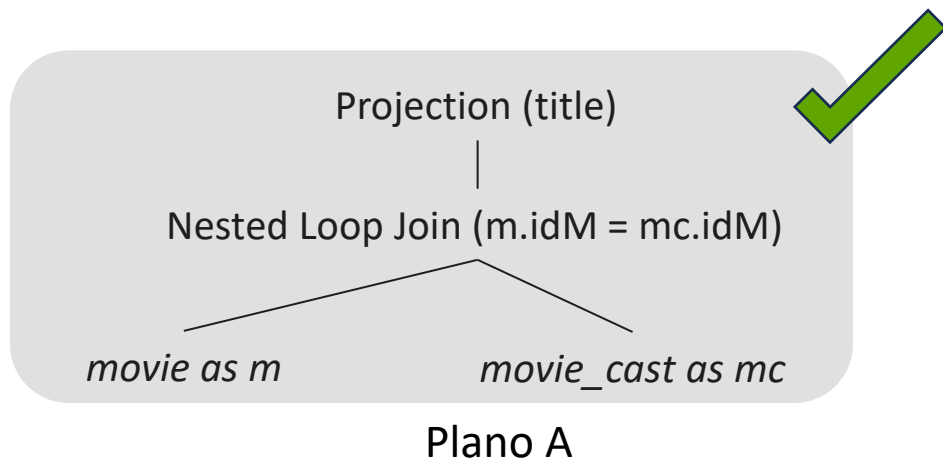 Projection (title)
Nested Loop Join (m.idM = mc.idM)
movie as m
movie_cast as mc
Plano A